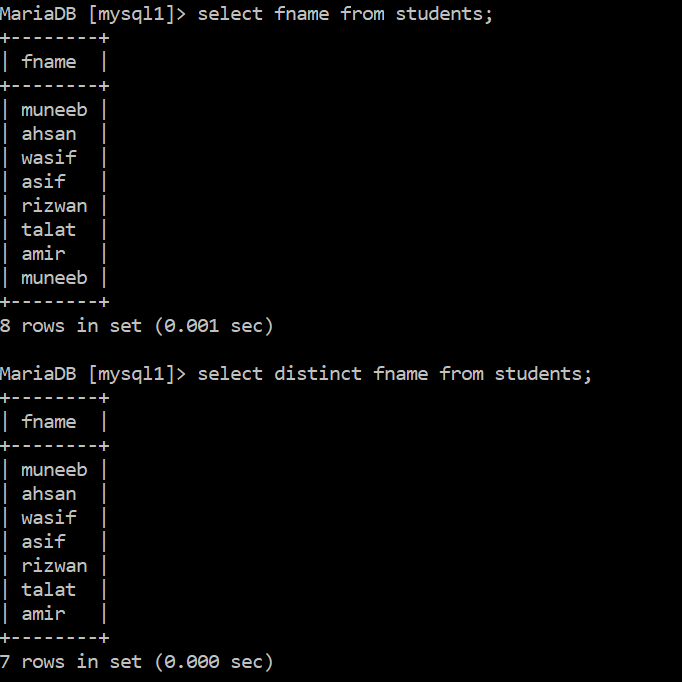 MariaDB [mysql1]> select fname from students;
+--------+
| fname  |
+--------+
| muneeb |
| ahsan  |
| wasif  |
| asif   |
| rizwan |
| talat  |
| amir   |
| muneeb |
+--------+
8 rows in set (0.001 sec)

MariaDB [mysql1]> select distinct fname from students;
+--------+
| fname  |
+--------+
| muneeb |
| ahsan  |
| wasif  |
| asif   |
| rizwan |
| talat  |
| amir   |
+--------+
7 rows in set (0.000 sec)